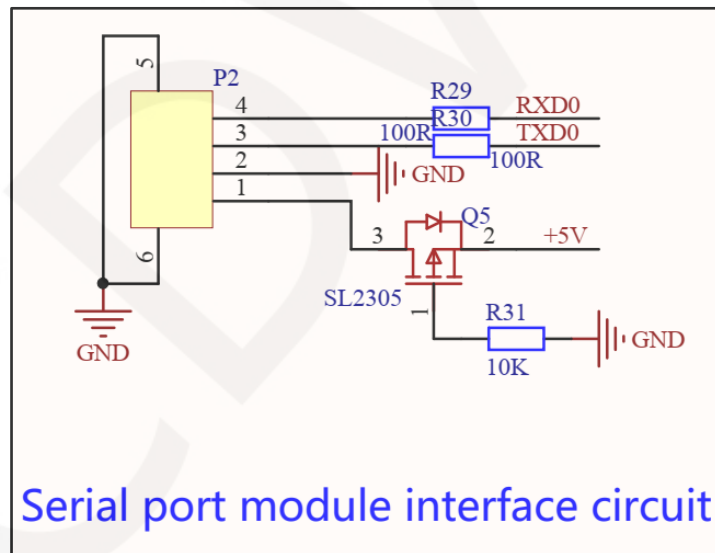 5
P2
R29
4
RXD0
R30
3
100R
TXD0
2
100R
GND
1
Q5
3
2
+5V
6
SL2305
1
R31
GND
GND
10K
Serial port module interface circuit